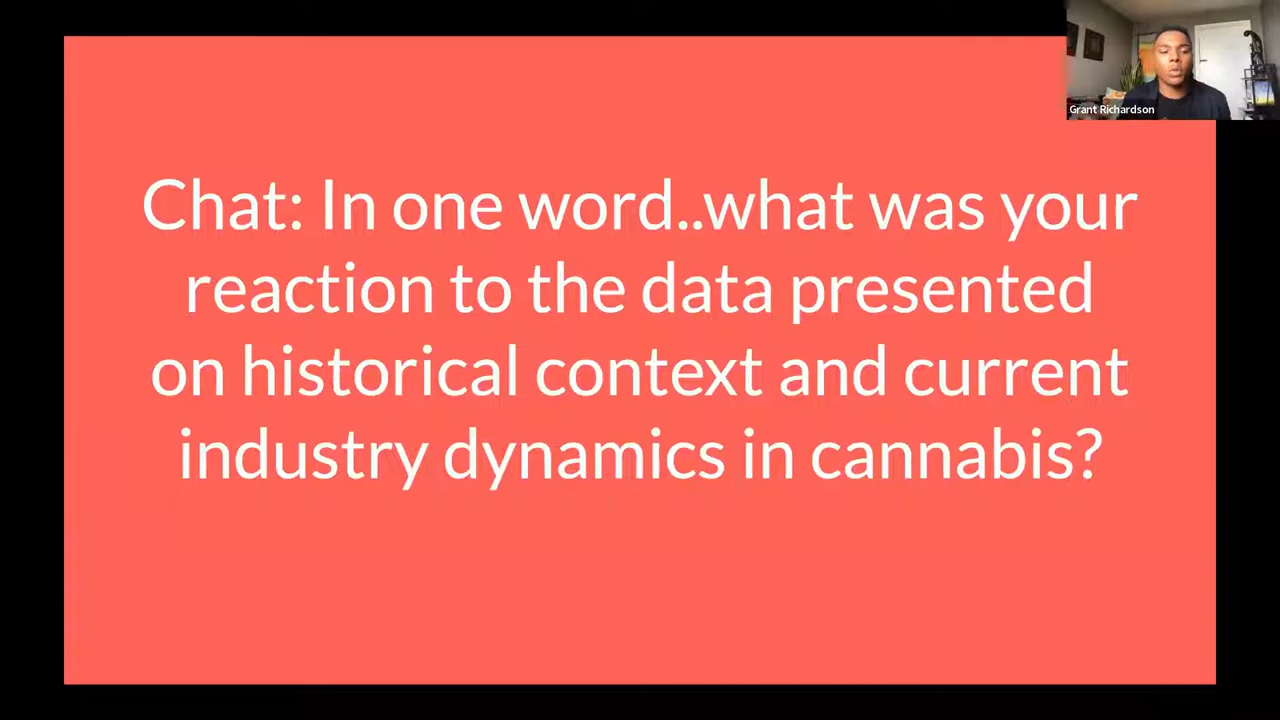 Grant Richardson
Chat: In one word..what was your
reaction to the data presented
on historical context and current
industry dynamics in cannabis?